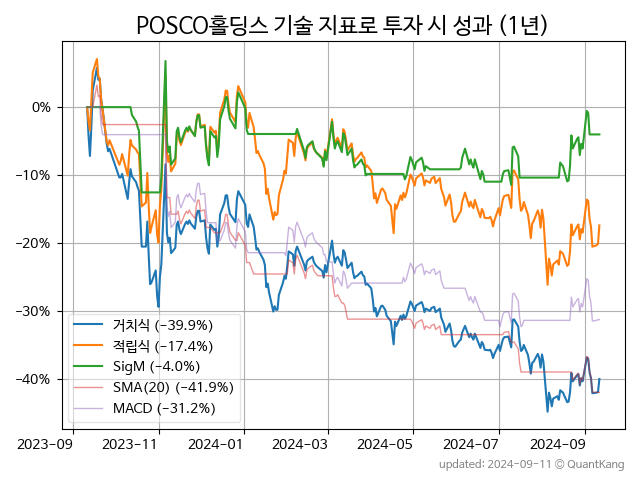 POSCO홀딩스 기술 지표로 투자 시 성과 (1년)
0%
−10%
−20%
−30%
−40%
거치식 (−39.9%)
적립식 (−17.4%)
SigM (−4.0%)
SMA(20) (−41.9%)
MACD (−31.2%)
2023-09 2023-11 2024-01 2024-03 2024-05 2024-07 2024-09
updated: 2024-09-11 © QuantKang